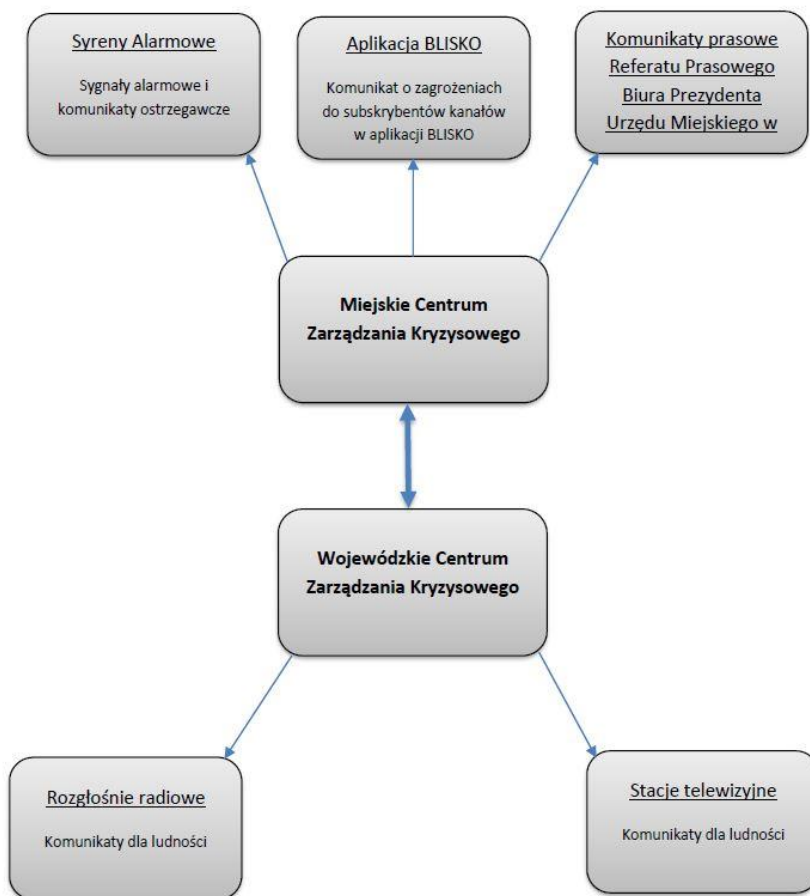 Syreny Alarmowe
Sygnały alarmowe i
komunikaty ostrzegawcze
Aplikacja BLISKO
Komunikat o zagrożeniach
do subskrybentów kanałów
w aplikacji BLISKO
Komunikaty prasowe
Referatu Prasowego
Biura Prezydenta
Urzędu Miejskiego w
Miejskie Centrum
Zarządzania Kryzysowego
Wojewódzkie Centrum
Zarządzania Kryzysowego
Rozgłośnie radiowe
Komunikaty dla ludności
Stacje telewizyjne
Komunikaty dla ludności